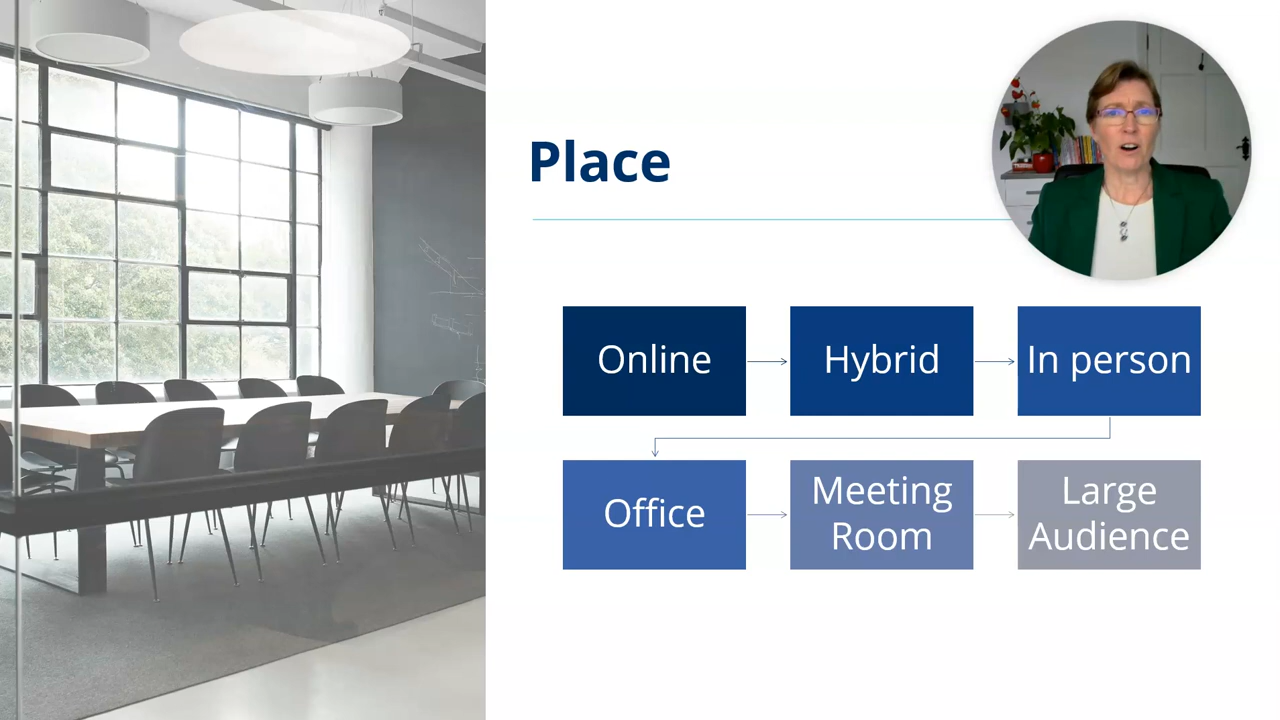 Place
Online
Hybrid
In person
Office
Meeting
Room
Large
Audience